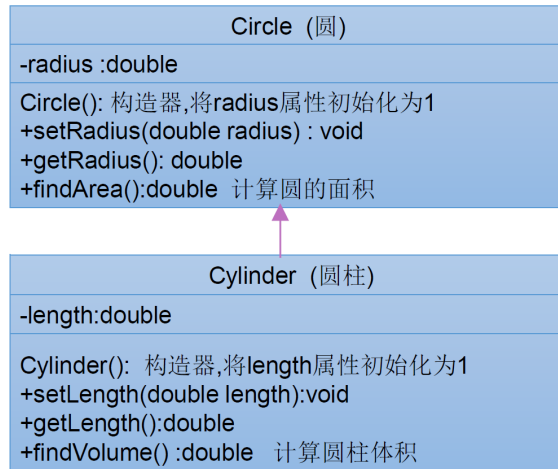 Circle (圆)
-radius :double
Circle(): 构造器,将radius属性初始化为1
+setRadius(double radius) : void
+getRadius(): double
+findArea():double 计算圆的面积
Cylinder (圆柱)
-length:double
Cylinder(): 构造器,将length属性初始化为1
+setLength(double length):void
+getLength():double
+findVolume() :double 计算圆柱体积